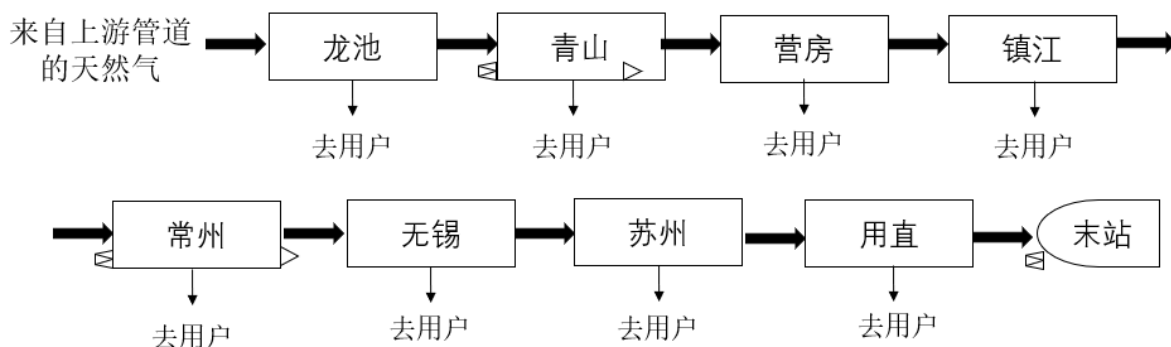 来自上游管道
的天然气
龙池
青山
营房
镇江
去用户
去用户
去用户
去用户
常州
无锡
苏州
用直
末站
去用户
去用户
去用户
去用户